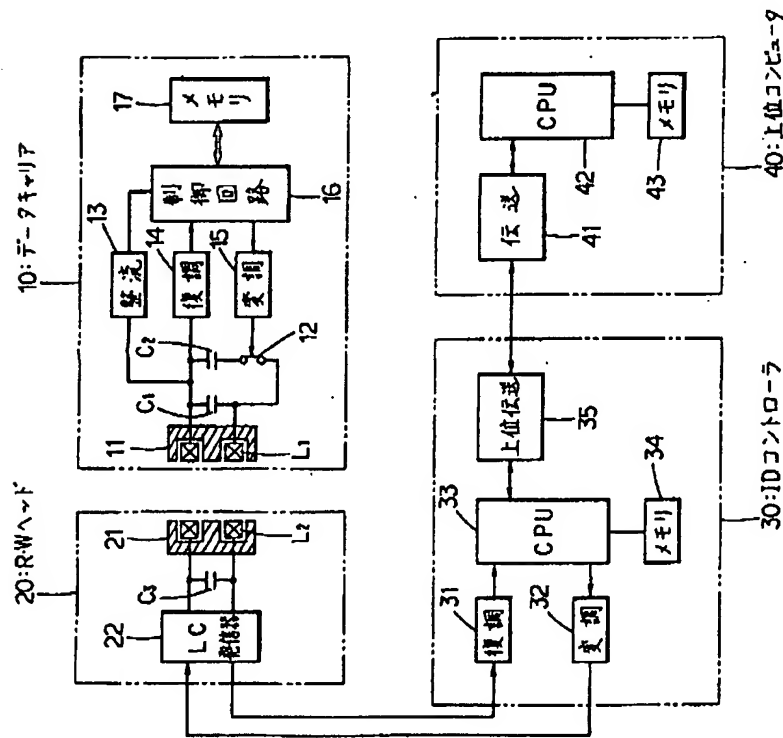 10:データキャリア
13
整流
14
復調
15
変調
制御回路
16
17
メモリ
C2
C1
12
11
L1
20:R・Wヘッド
21
L2
C3
22
LC
発信器
30:IDコントローラ
31
復調
32
変調
33
CPU
34
メモリ
上位伝送
35
40:上位コンピュータ
伝送
41
CPU
42
メモリ
43